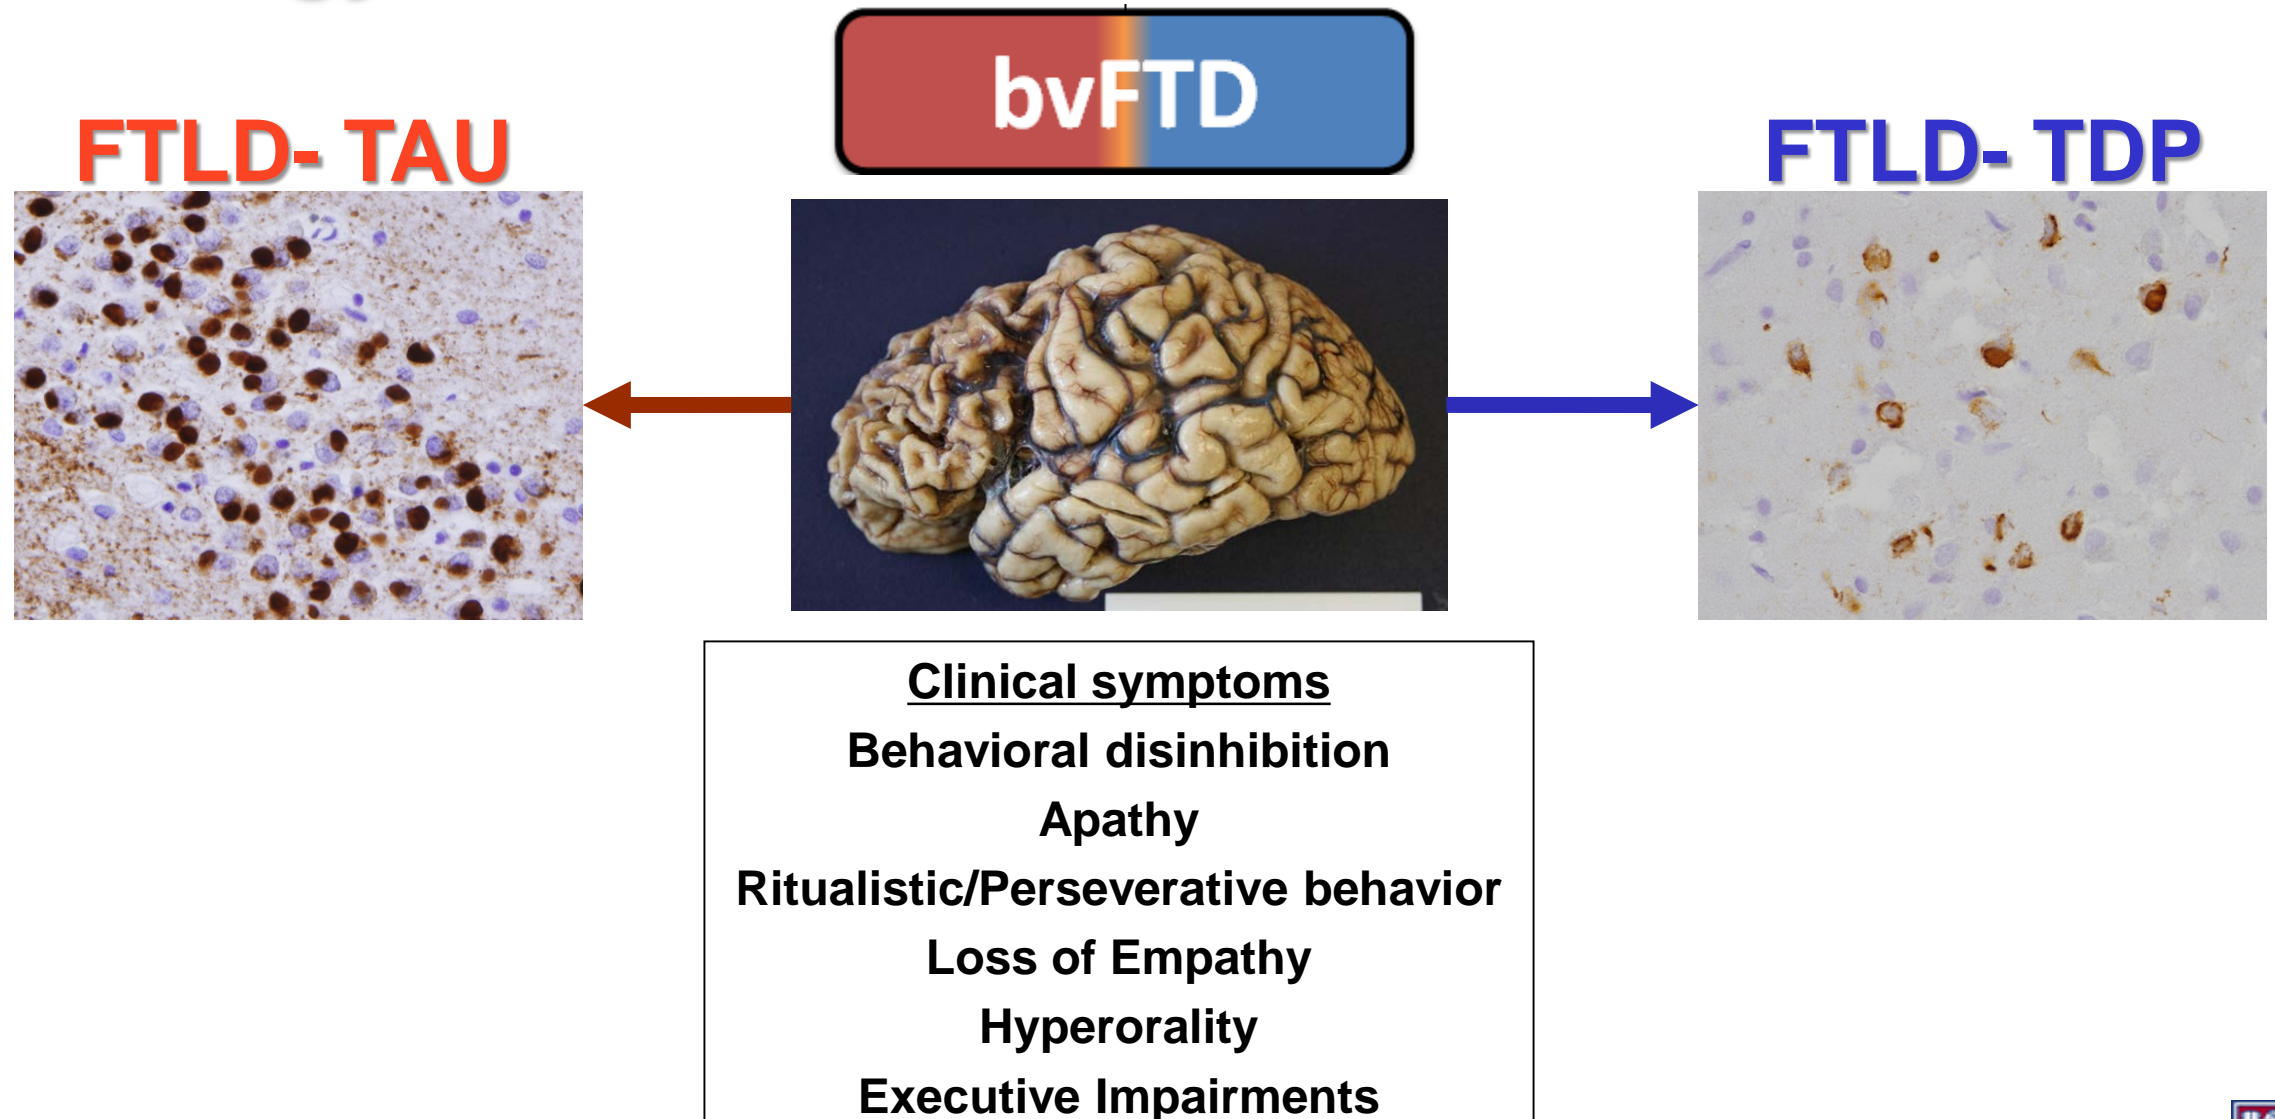 bvFTD
FTLD- TAU
FTLD- TDP
Clinical symptoms
Behavioral disinhibition
Apathy
Ritualistic/Perseverative behavior
Loss of Empathy
Hyperorality
Executive Impairments